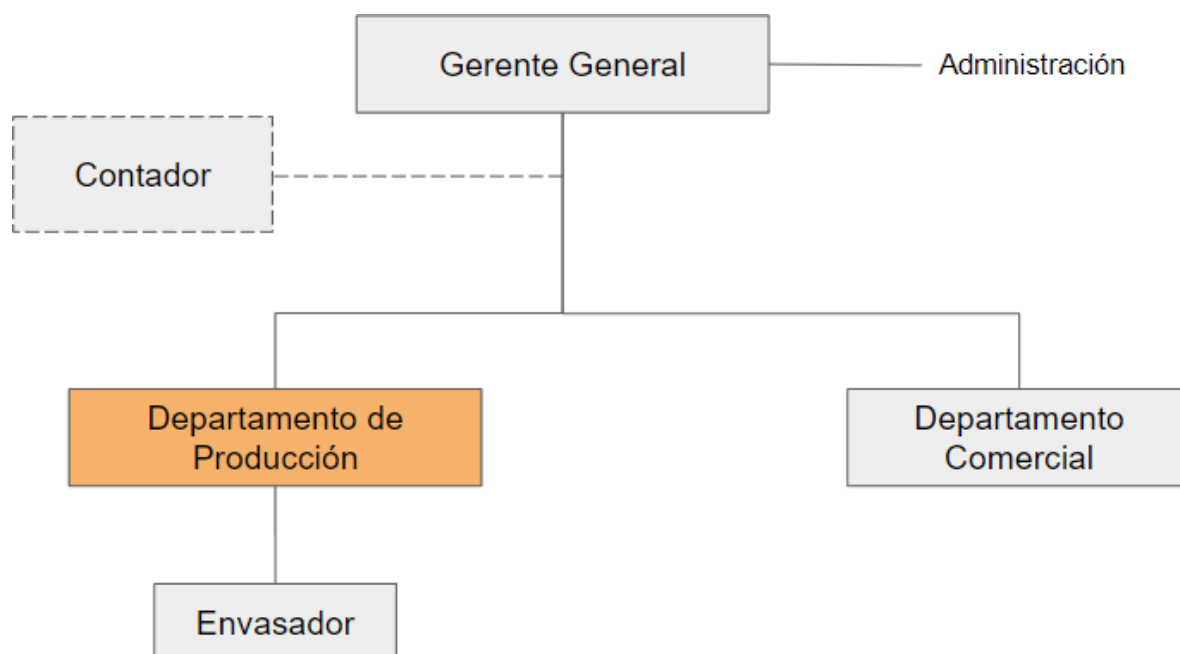 Gerente General
Administración
Contador
Departamento de
Producción
Departamento
Comercial
Envasador